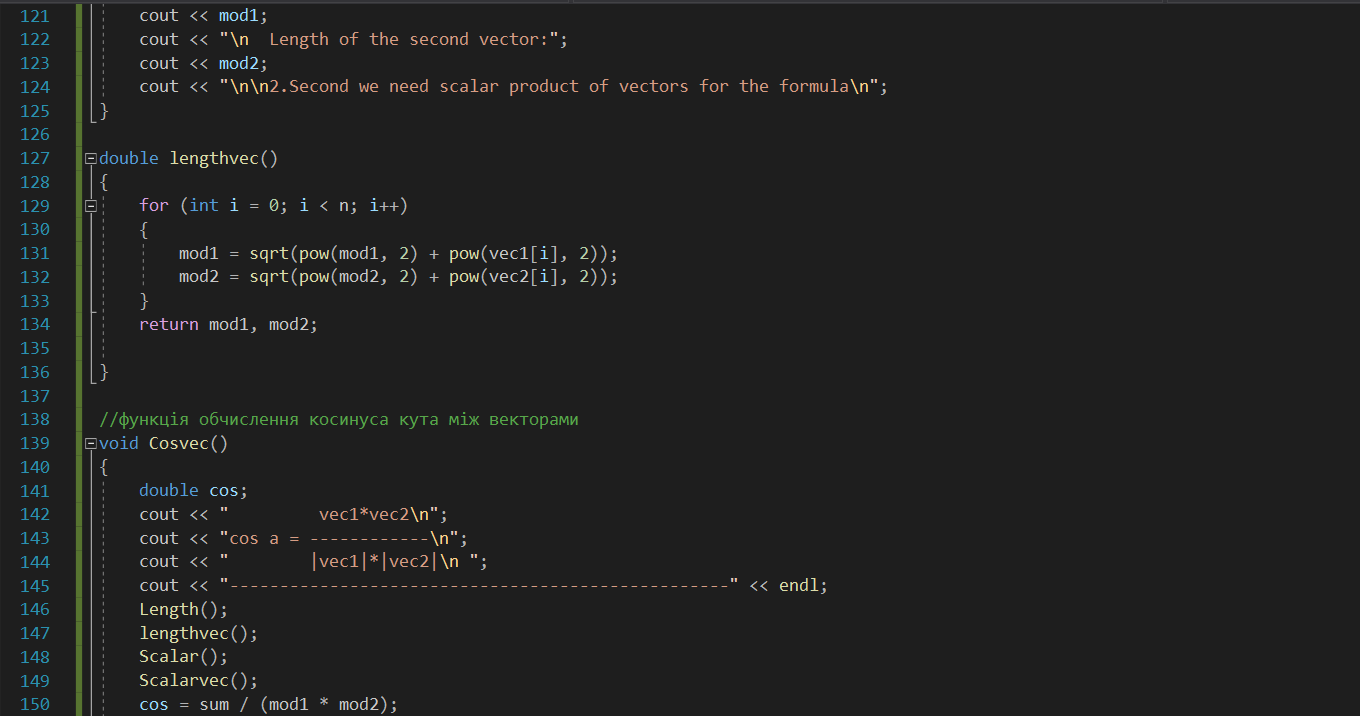 121 cout << mod1;
122 cout << "\n  Length of the second vector:";
123 cout << mod2;
124 cout << "\n\n2.Second we need scalar product of vectors for the formula\n";
125 }
126
127 double lengthvec()
128 {
129 for (int i = 0; i < n; i++)
130 {
131 mod1 = sqrt(pow(mod1, 2) + pow(vec1[i], 2));
132 mod2 = sqrt(pow(mod2, 2) + pow(vec2[i], 2));
133 }
134 return mod1, mod2;
135
136 }
137
138 //функція обчислення косинуса кута між векторами
139 void Cosvec()
140 {
141 double cos;
142 cout << "         vec1*vec2\n";
143 cout << "cos a = ------------\n";
144 cout << "        |vec1|*|vec2|\n ";
145 cout << "--------------------------------------------------" << endl;
146 Length();
147 lengthvec();
148 Scalar();
149 Scalarvec();
150 cos = sum / (mod1 * mod2);